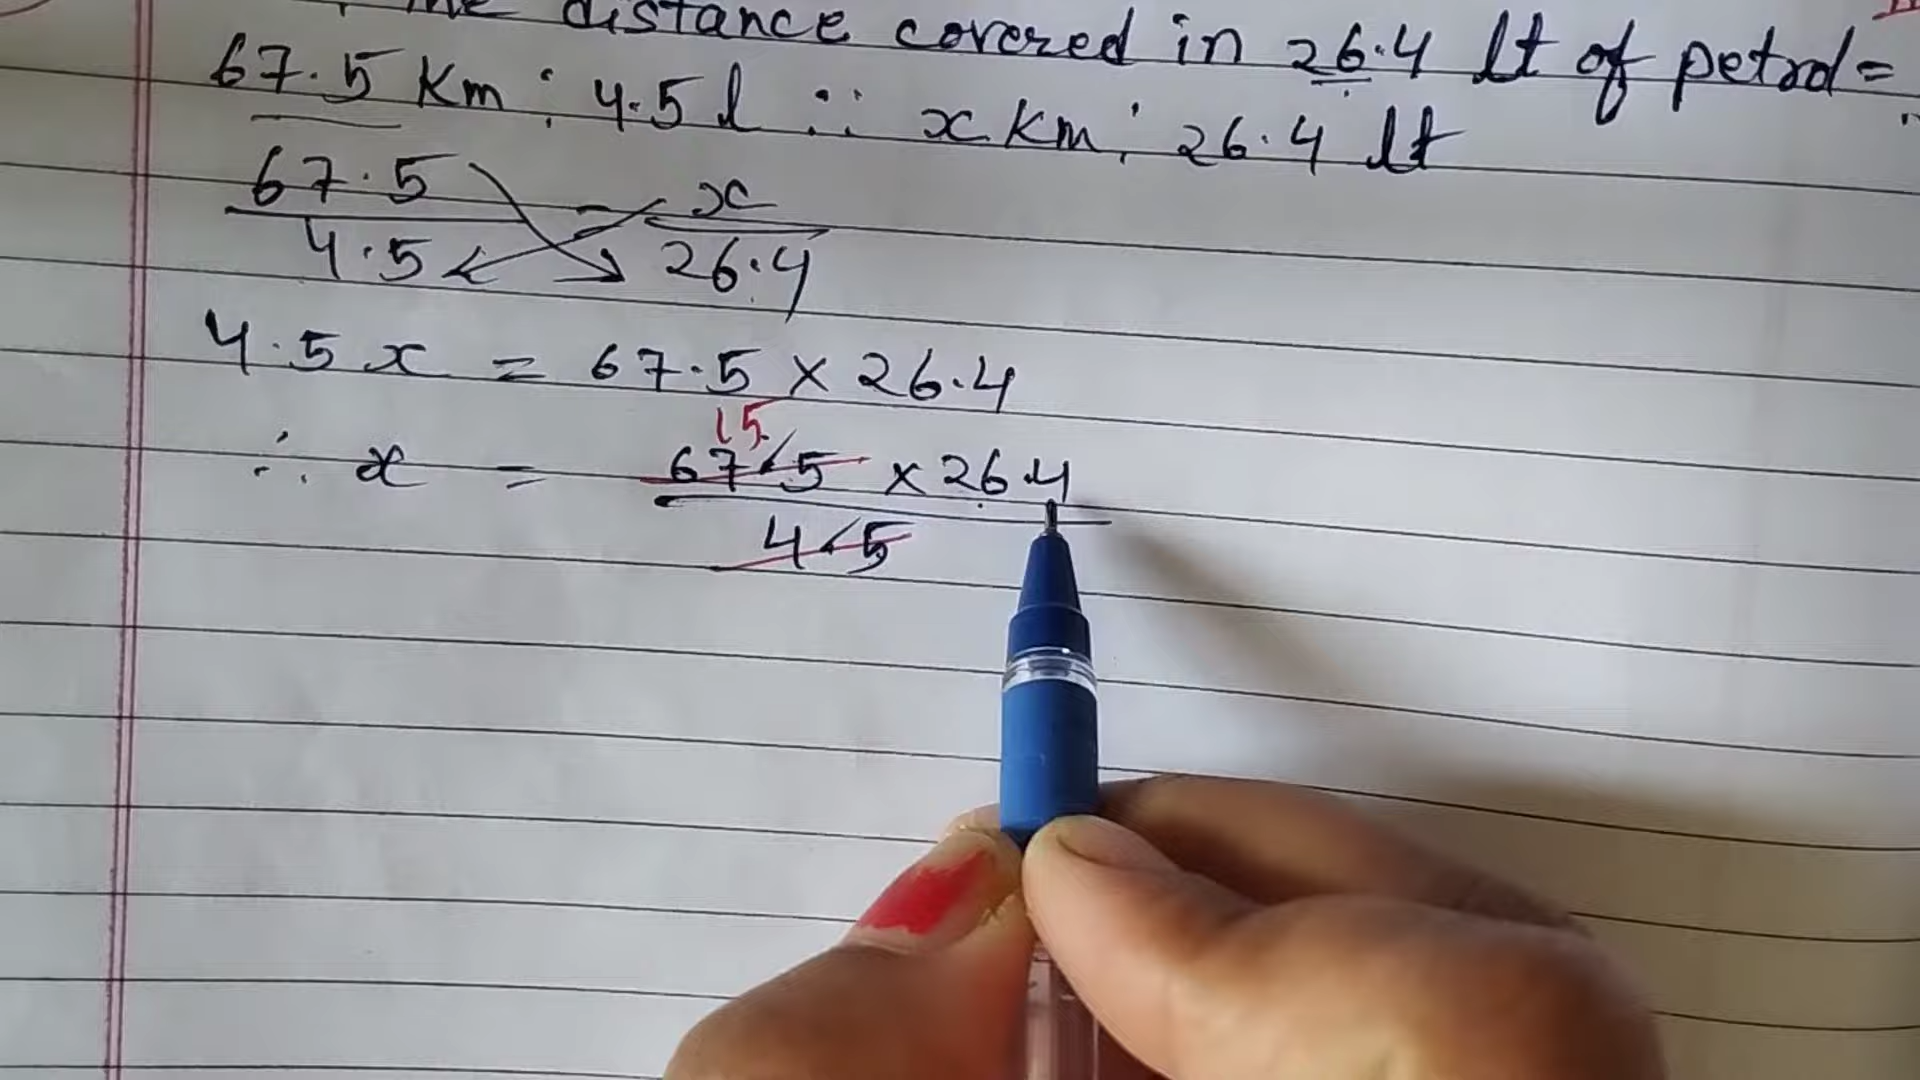 the distance covered in 26.4 lt of petrol =
67.5 Km : 4.5 l :: x Km : 26.4 lt
67.5 = x
4.5 26.4
4.5 x = 67.5 × 26.4
15
∴ x = 67.5 × 26.4
4.5